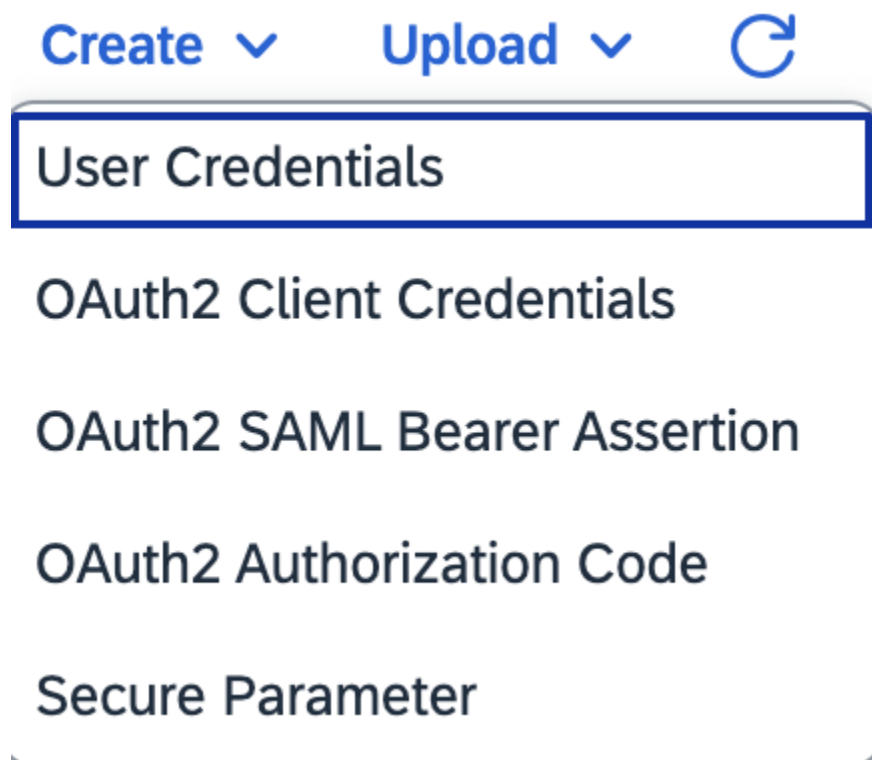 Create Upload
User Credentials
OAuth2 Client Credentials
OAuth2 SAML Bearer Assertion
OAuth2 Authorization Code
Secure Parameter